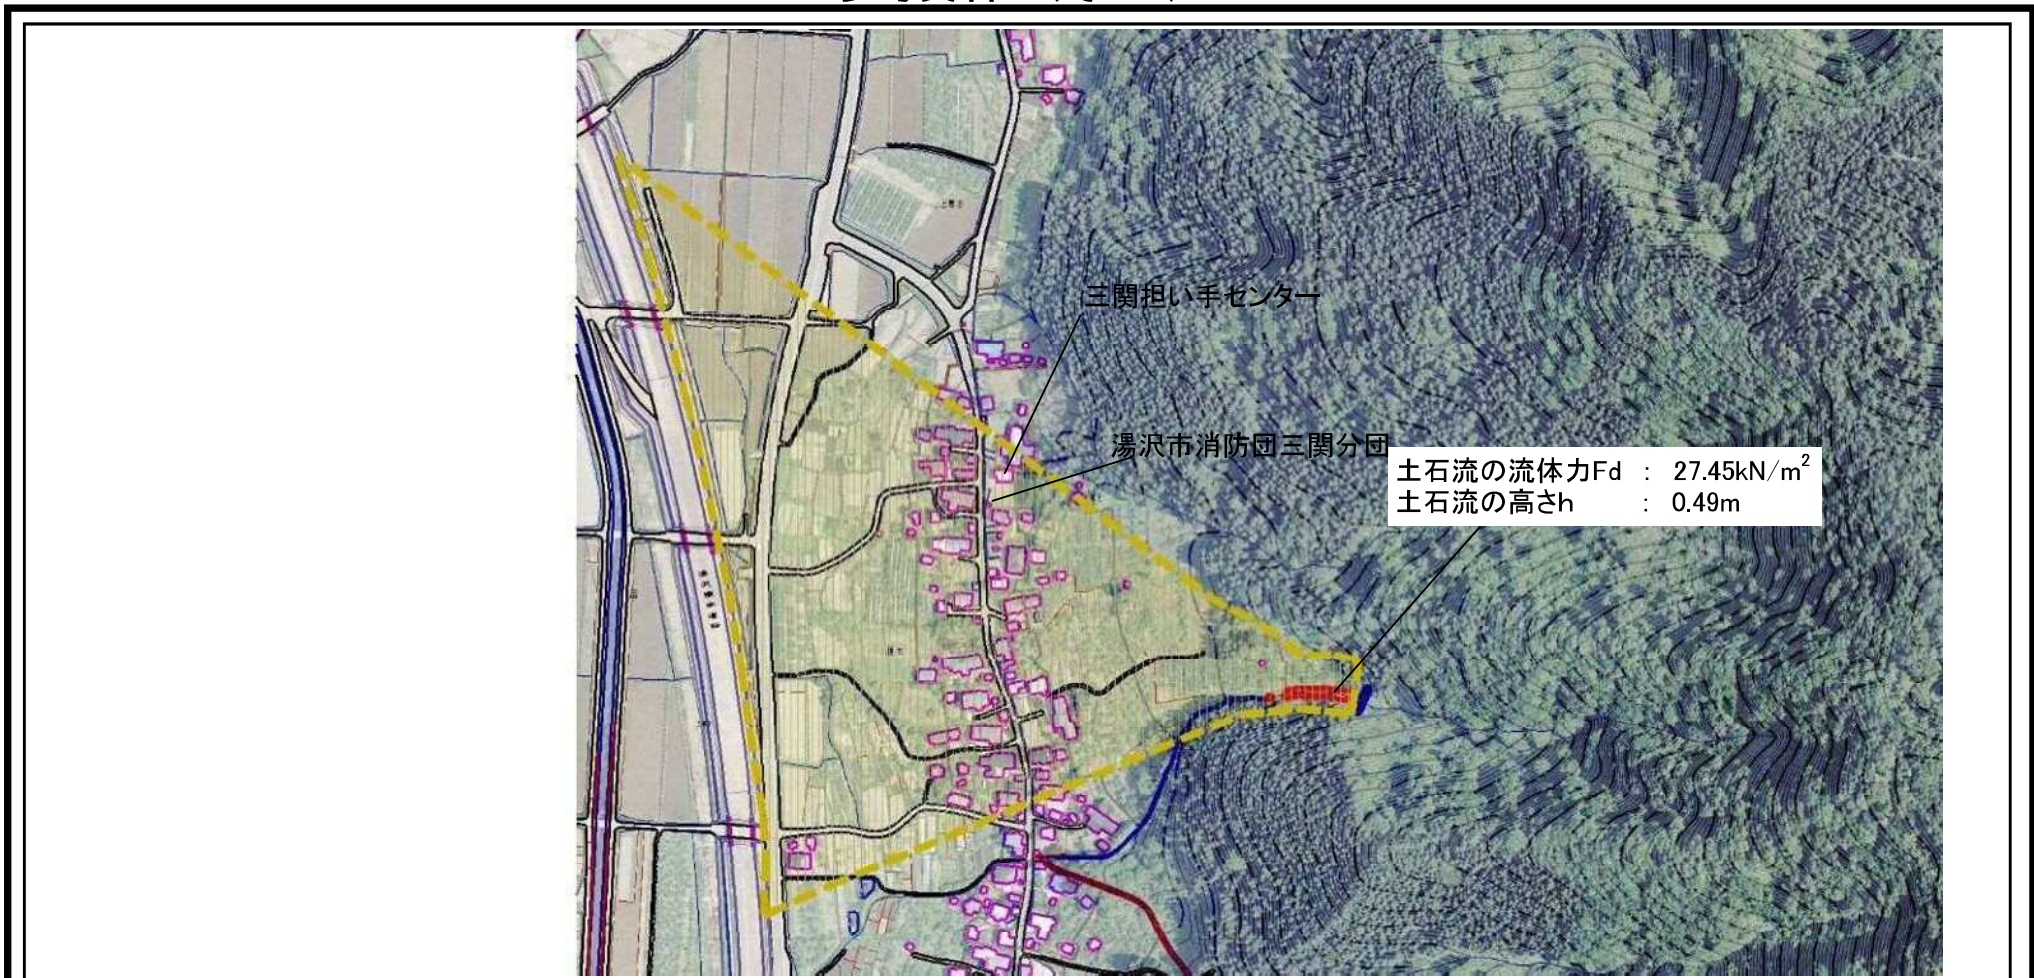 三関担い手センター
湯沢市消防団三関分団
土石流の流体力Fd ： 27.45kN/m²
土石流の高さh ： 0.49m